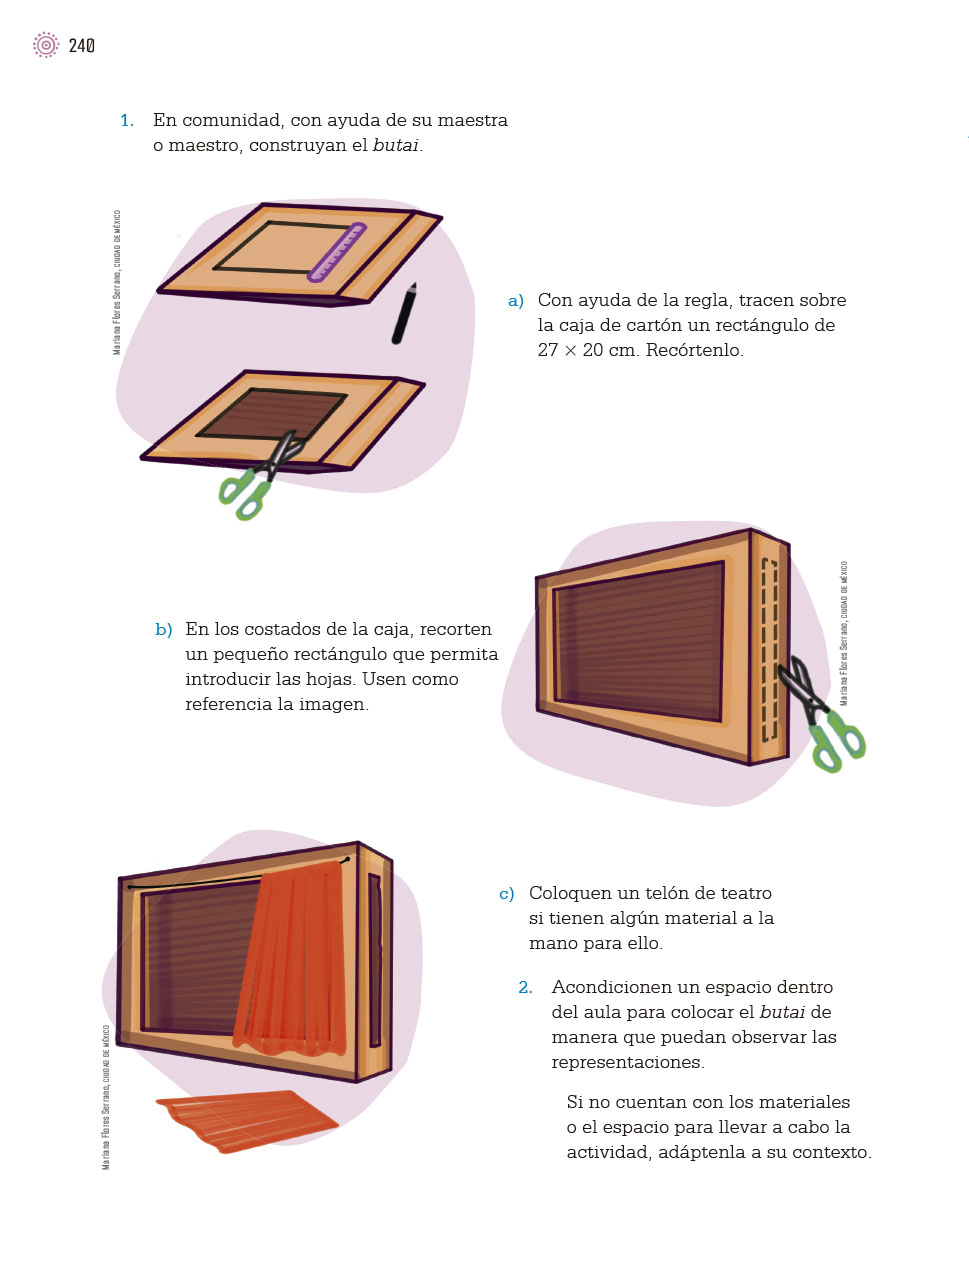 240
1. En comunidad, con ayuda de su maestra
o maestro, construyan el butai.
Mariana Flores Serrano, CIUDAD DE MÉXICO
a) Con ayuda de la regla, tracen sobre
la caja de cartón un rectángulo de
27 × 20 cm. Recórtenlo.
b) En los costados de la caja, recorten
un pequeño rectángulo que permita
introducir las hojas. Usen como
referencia la imagen.
Mariana Flores Serrano, CIUDAD DE MÉXICO
c) Coloquen un telón de teatro
si tienen algún material a la
mano para ello.
Mariana Flores Serrano, CIUDAD DE MÉXICO
2. Acondicionen un espacio dentro
del aula para colocar el butai de
manera que puedan observar las
representaciones.
Si no cuentan con los materiales
o el espacio para llevar a cabo la
actividad, adáptenla a su contexto.